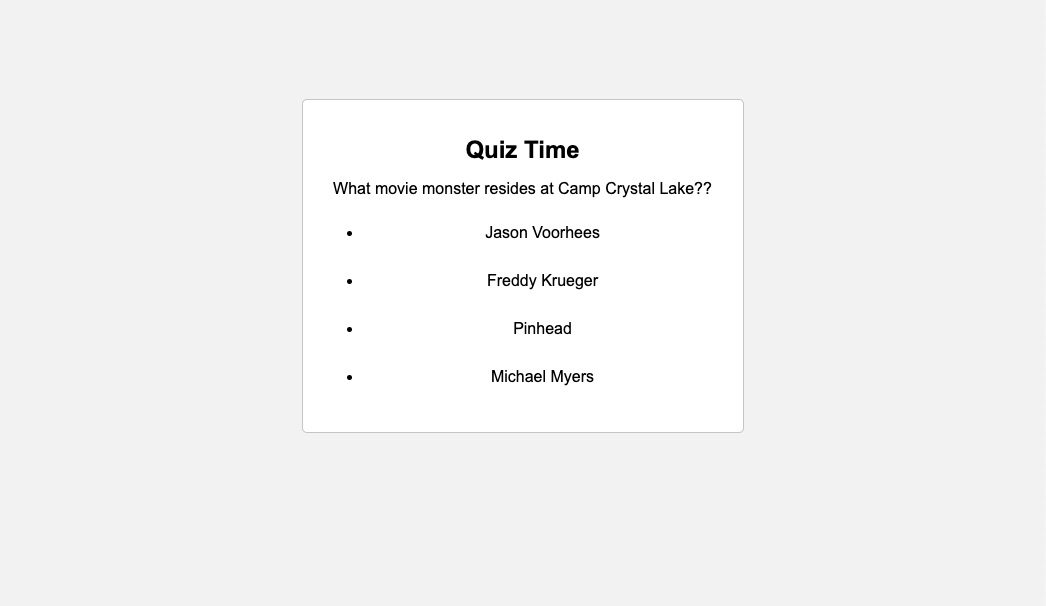 Quiz Time
What movie monster resides at Camp Crystal Lake??
Jason Voorhees
Freddy Krueger
Pinhead
Michael Myers